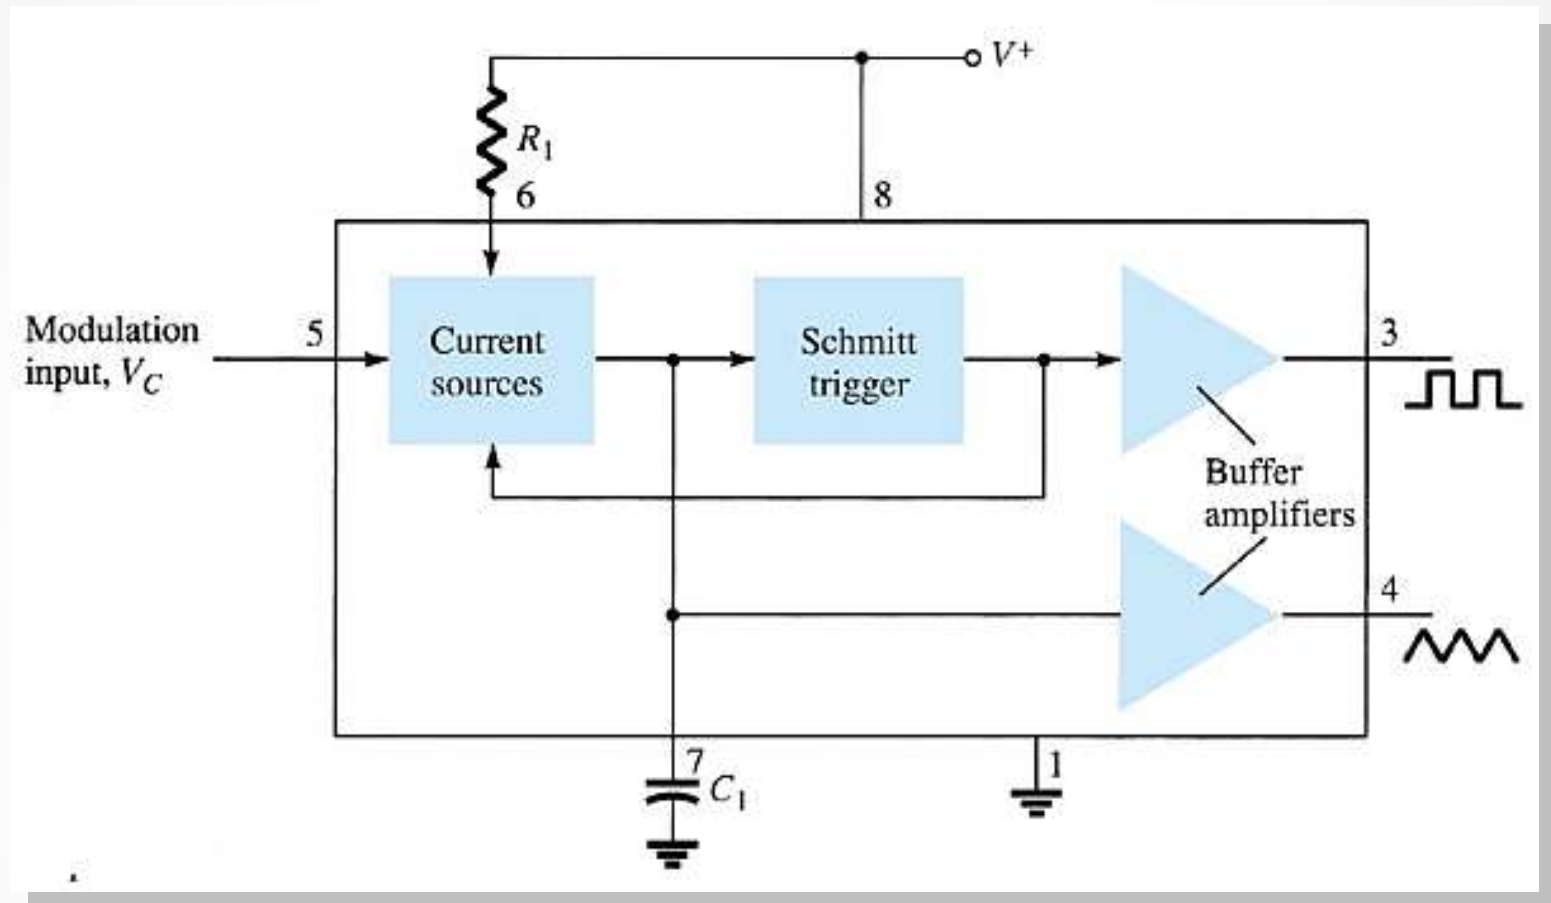 V+
R1
6
8
Modulation
input, VC
5
Current
sources
Schmitt
trigger
3
Buffer
amplifiers
4
7
C1
1